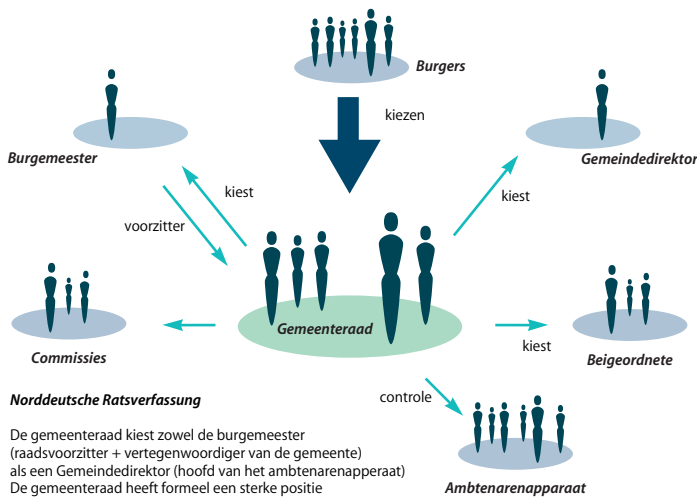 Burgers
kiezen
Burgemeester
Gemeindedirektor
kiest
kiest
voorzitter
Gemeenteraad
Commissies
kiest
Beigeordnete
controle
Ambtenarenapparaat
Norddeutsche Ratsverfassung
De gemeenteraad kiest zowel de burgemeester
(raadsvoorzitter + vertegenwoordiger van de gemeente)
als een Gemeindedirektor (hoofd van het ambtenarenapperaat)
De gemeenteraad heeft formeel een sterke positie